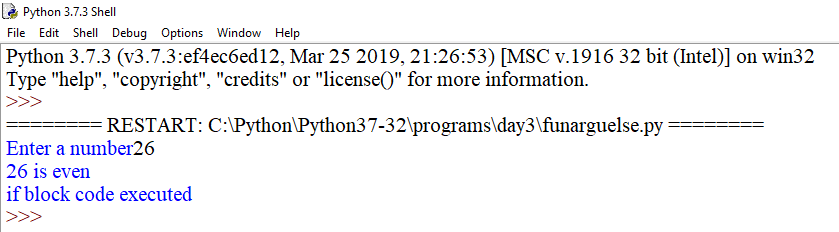 Python 3.7.3 Shell
File Edit Shell Debug Options Window Help
Python 3.7.3 (v3.7.3:ef4ec6ed12, Mar 25 2019, 21:26:53) [MSC v.1916 32 bit (Intel)] on win32
Type "help", "copyright", "credits" or "license()" for more information.
>>>
======== RESTART: C:\Python\Python37-32\programs\day3\funarguelse.py ========
Enter a number26
26 is even
if block code executed
>>>